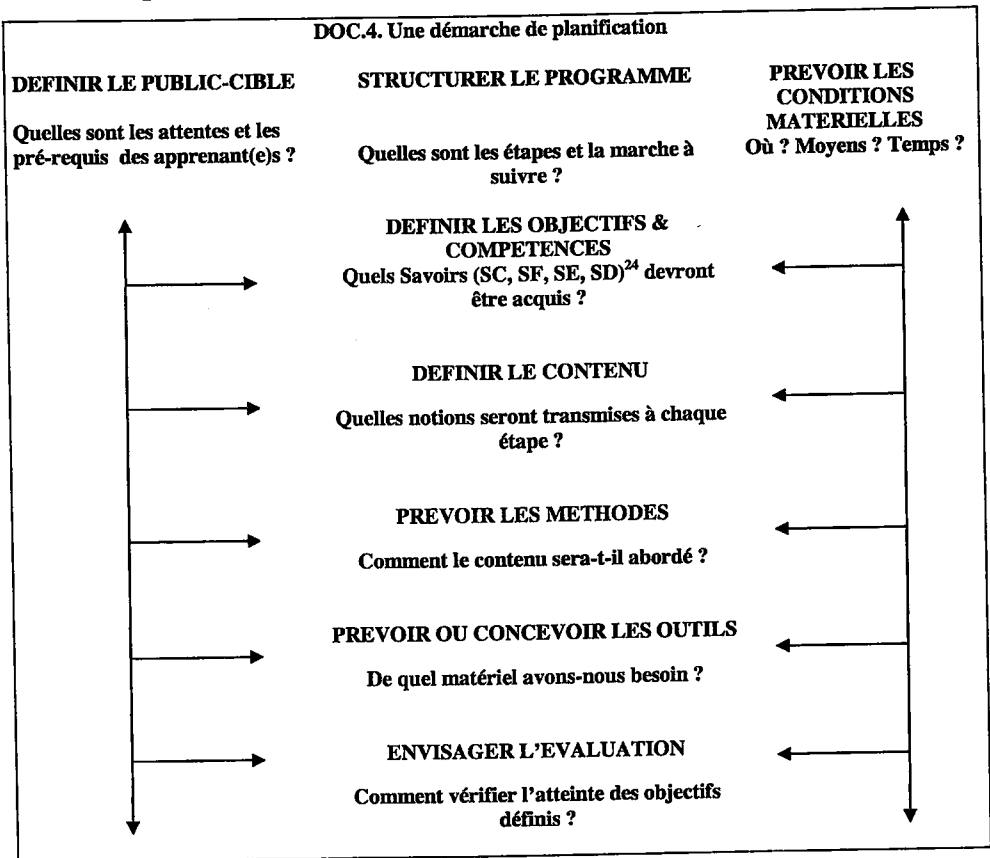 DOC.4. Une démarche de planification
DEFINIR LE PUBLIC-CIBLE
Quelles sont les attentes et les
pré-requis des apprenant(e)s ?
STRUCTURER LE PROGRAMME
Quelles sont les étapes et la marche à
suivre ?
PREVOIR LES
CONDITIONS
MATERIELLES
Où ? Moyens ? Temps ?
DEFINIR LES OBJECTIFS &
COMPETENCES
Quels Savoirs (SC, SF, SE, SD)24 devront
être acquis ?
DEFINIR LE CONTENU
Quelles notions seront transmises à chaque
étape ?
PREVOIR LES METHODES
Comment le contenu sera-t-il abordé ?
PREVOIR OU CONCEVOIR LES OUTILS
De quel matériel avons-nous besoin ?
ENVISAGER L'EVALUATION
Comment vérifier l'atteinte des objectifs
définis ?